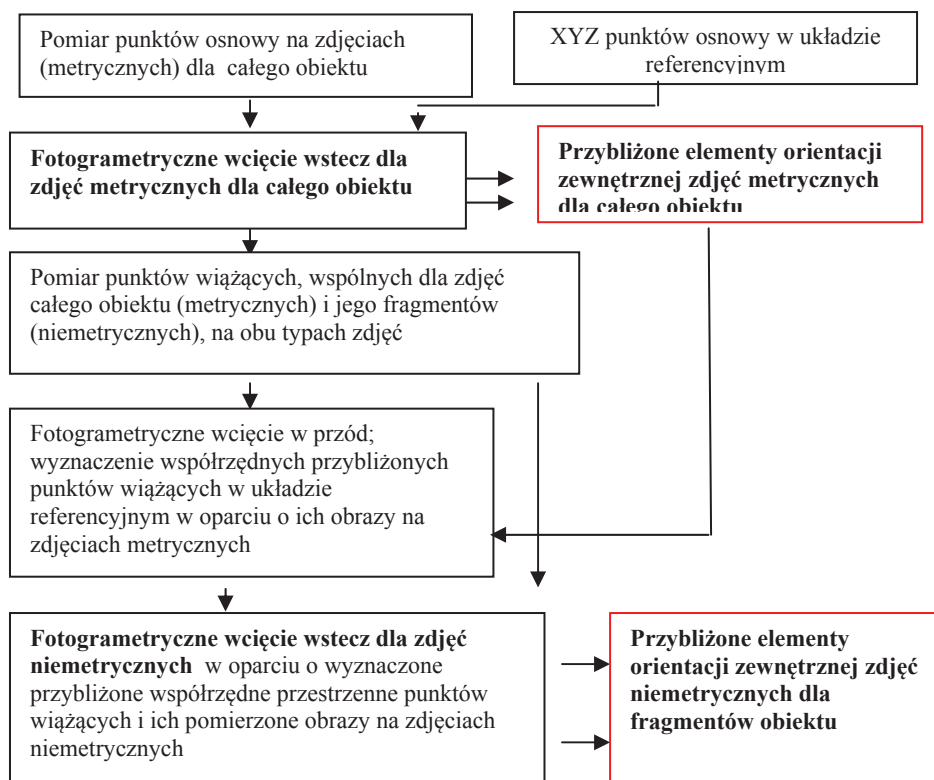 Pomiar punktów osnowy na zdjęciach
(metrycznych) dla całego obiektu
XYZ punktów osnowy w układzie
referencyjnym
Fotogrametryczne wcięcie wstecz dla
zdjęć metrycznych dla całego obiektu
Przybliżone elementy orientacji
zewnętrznej zdjęć metrycznych
dla całego obiektu
Pomiar punktów wiążących, wspólnych dla zdjęć
całego obiektu (metrycznych) i jego fragmentów
(niemetrycznych), na obu typach zdjęć
Fotogrametryczne wcięcie w przód;
wyznaczenie współrzędnych przybliżonych
punktów wiążących w układzie
referencyjnym w oparciu o ich obrazy na
zdjęciach metrycznych
Fotogrametryczne wcięcie wstecz dla zdjęć
niemetrycznych w oparciu o wyznaczone
przybliżone współrzędne przestrzenne punktów
wiążących i ich pomierzone obrazy na zdjęciach
niemetrycznych
Przybliżone elementy
orientacji zewnętrznej zdjęć
niemetrycznych dla
fragmentów obiektu